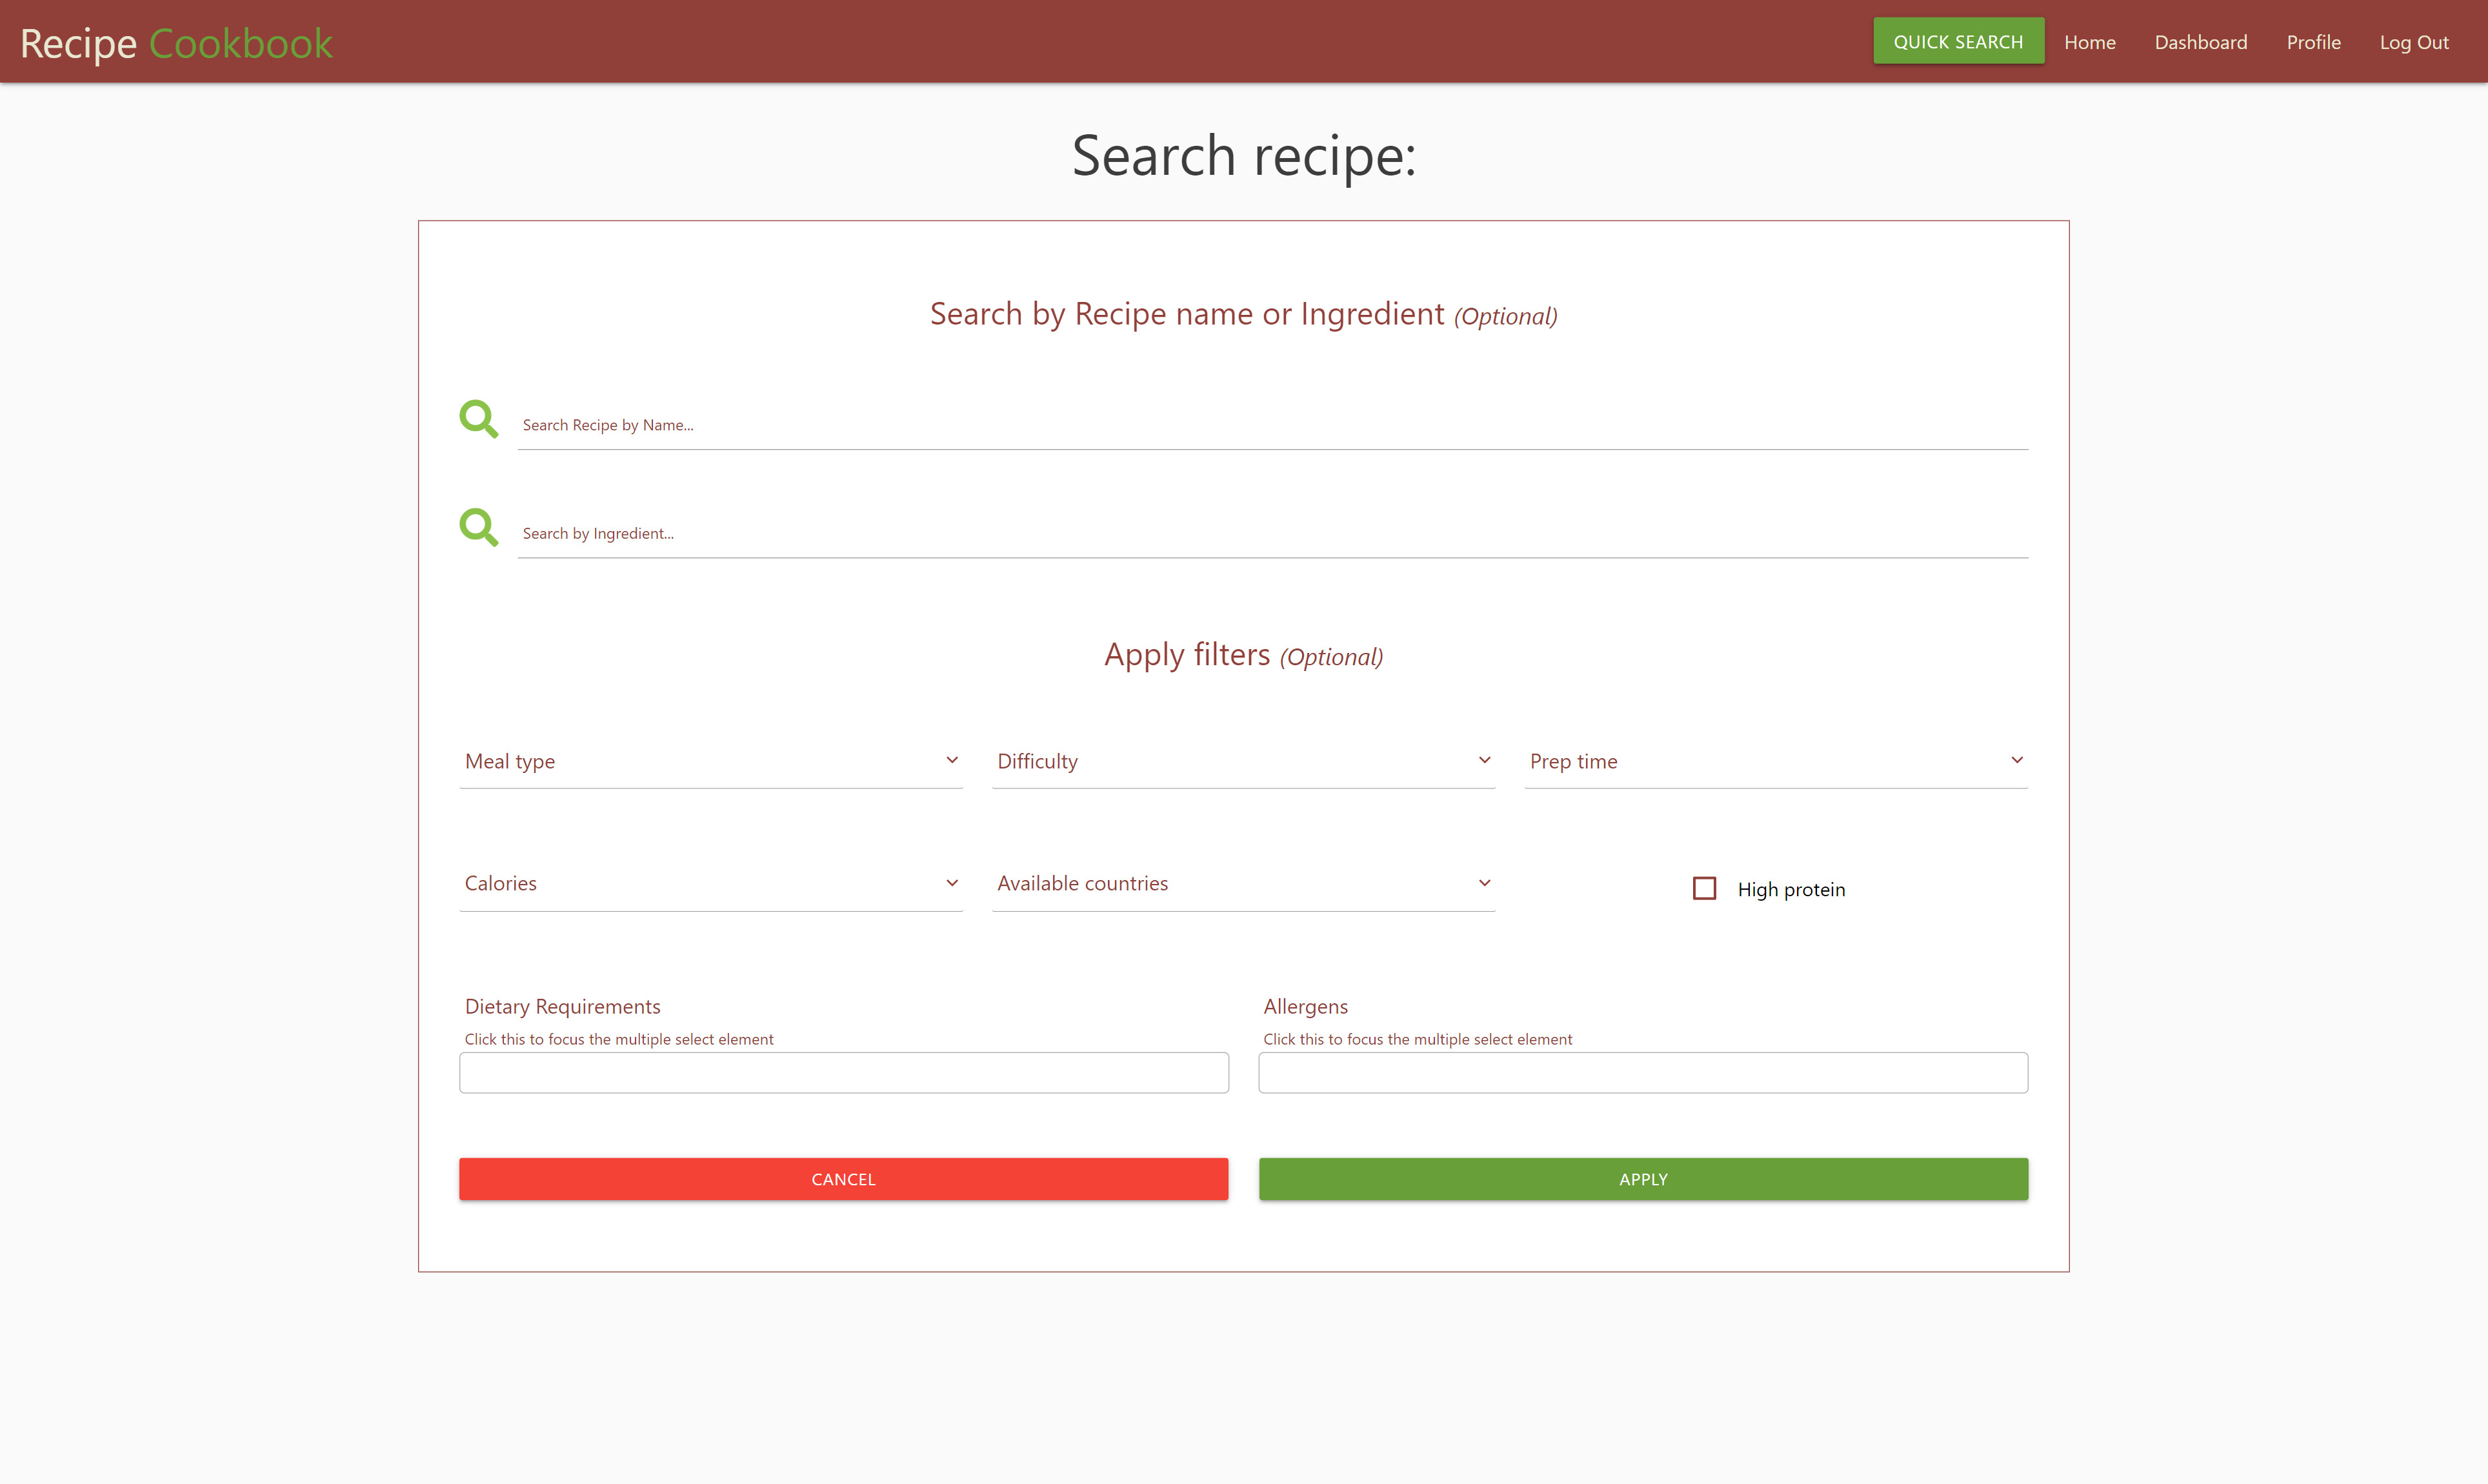 Recipe Cookbook
QUICK SEARCH Home Dashboard Profile Log Out
Search recipe:
Search by Recipe name or Ingredient (Optional)
Search Recipe by Name...
Search by Ingredient...
Apply filters (Optional)
Meal type Difficulty Prep time
Calories Available countries High protein
Dietary Requirements Allergens
Click this to focus the multiple select element Click this to focus the multiple select element
CANCEL APPLY